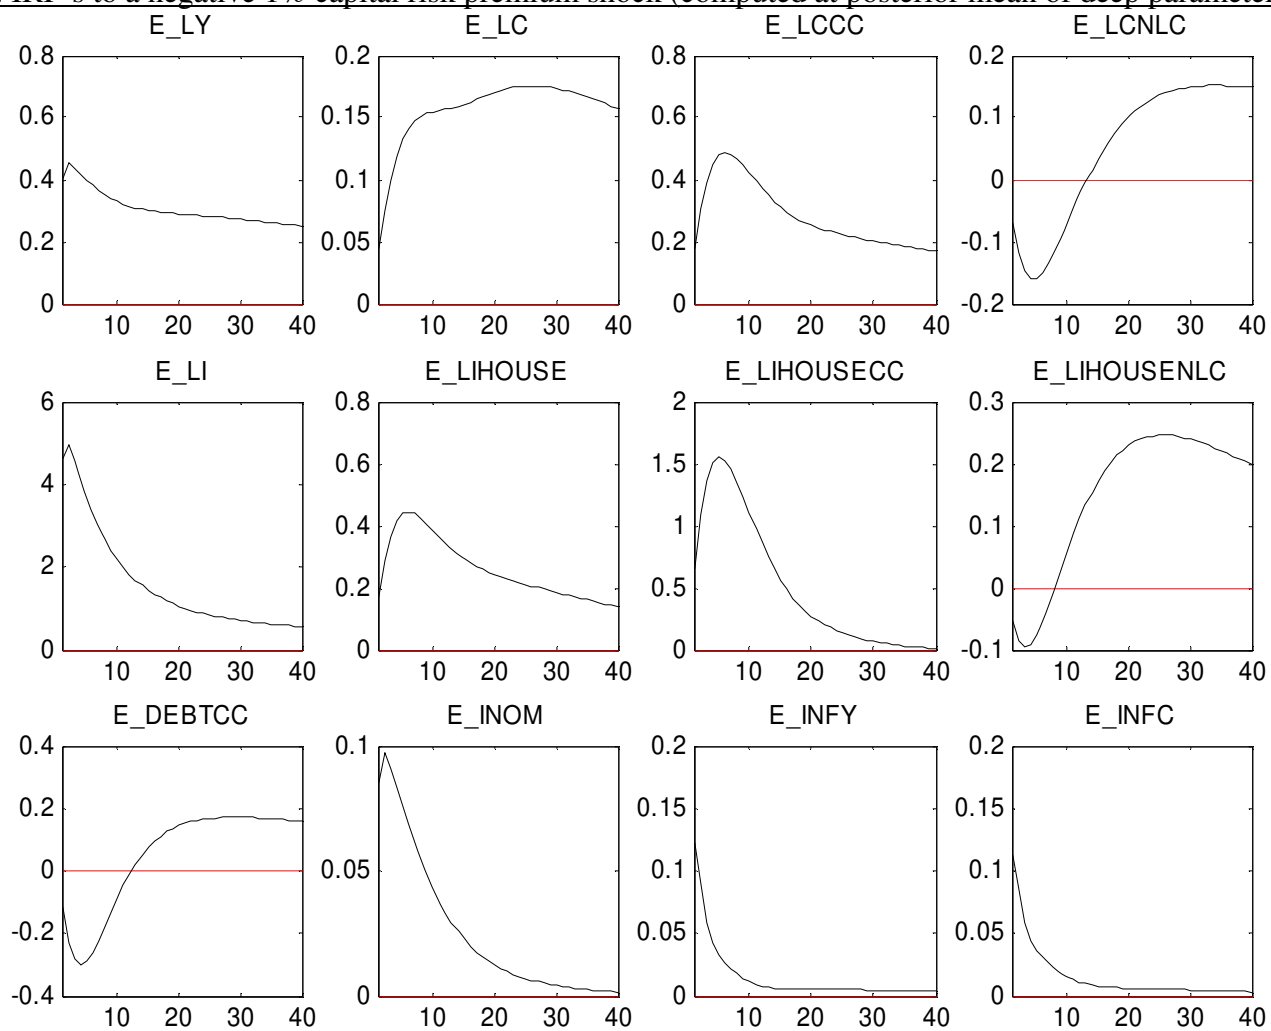 IRF's to a negative 1% capital risk premium shock (computed at posterior mean of deep parameter
E_LY E_LC E_LCCC E_LCNLC
0.8 0.2 0.8 0.2
0.6 0.15 0.6 0.1
0.4 0.1 0.4 0
0.2 0.05 0.2 -0.1
0 0 0 -0.2
10 20 30 40 10 20 30 40 10 20 30 40 10 20 30 40
E_LI E_LIHOUSE E_LIHOUSECC E_LIHOUSENLC
6 0.8 2 0.3
4 0.6 1.5 0.2
2 0.4 1 0.1
0 0.2 0.5 0
0 0 -0.1
10 20 30 40 10 20 30 40 10 20 30 40 10 20 30 40
E_DEBTCC E_INOM E_INFY E_INFC
0.4 0.1 0.2 0.2
0.2 0.05 0.15 0.15
0 0 0.1 0.1
-0.2 0.05 0.05
-0.4 0 0
10 20 30 40 10 20 30 40 10 20 30 40 10 20 30 40